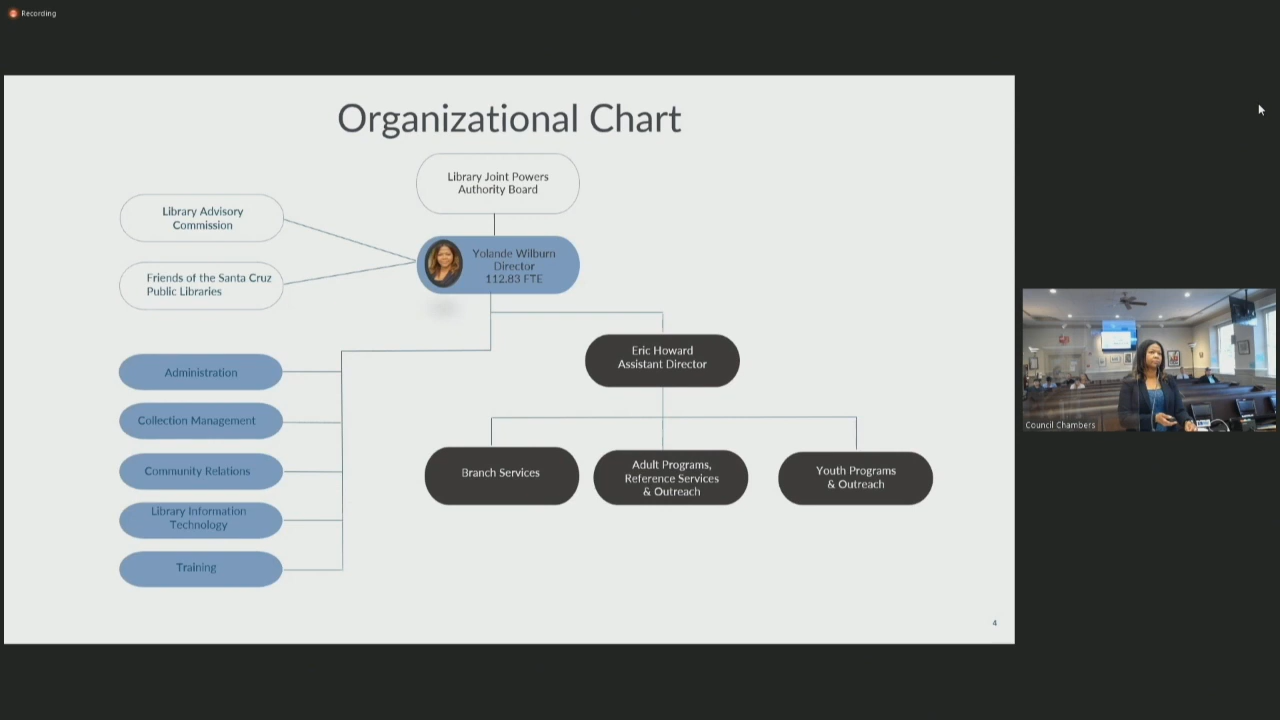 Recording
Organizational Chart
Library Joint Powers
Authority Board
Library Advisory
Commission
Friends of the Santa Cruz
Public Libraries
Yolande Wilburn
Director
112.83 FTE
Eric Howard
Assistant Director
Administration
Collection Management
Community Relations
Library Information
Technology
Training
Branch Services
Adult Programs,
Reference Services
& Outreach
Youth Programs
& Outreach
4
Council Chambers